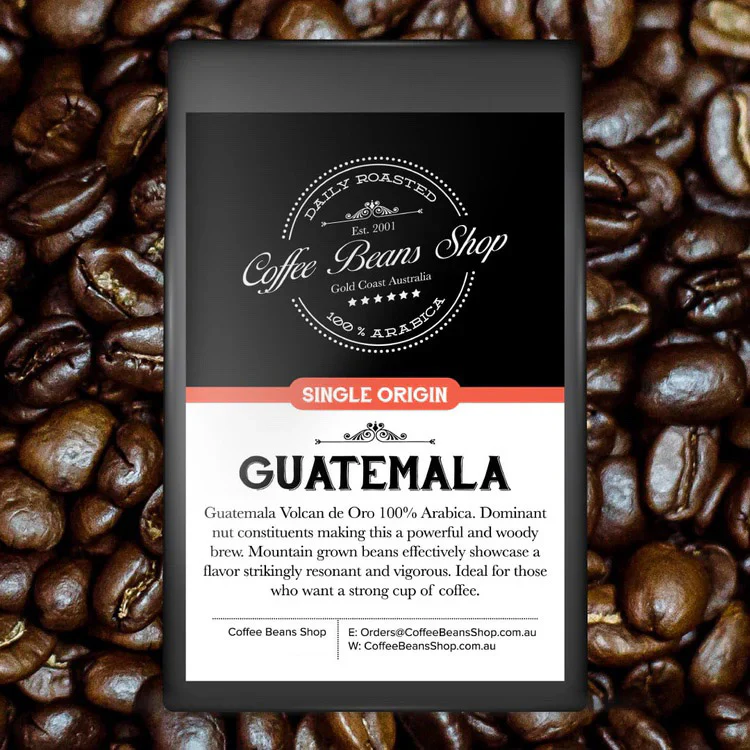 DAILY ROASTED
Est. 2001
Coffee Beans Shop
Gold Coast Australia
100% ARABICA
SINGLE ORIGIN
GUATEMALA
Guatemala Volcan de Oro 100% Arabica. Dominant
nut constituents making this a powerful and woody
brew. Mountain grown beans effectively showcase a
flavor strikingly resonant and vigorous. Ideal for those
who want a strong cup of coffee.
Coffee Beans Shop
E: Orders@CoffeeBeansShop.com.au
W: CoffeeBeansShop.com.au